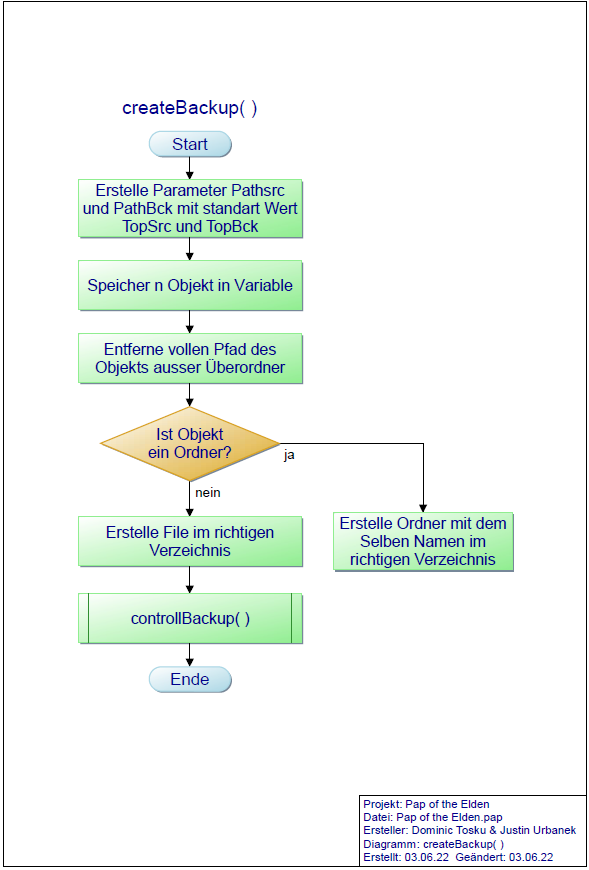 createBackup( )
Start
Erstelle Parameter Pathsrc
und PathBck mit standart Wert
TopSrc und TopBck
Speicher n Objekt in Variable
Entferne vollen Pfad des
Objekts ausser Überordner
Ist Objekt
ein Ordner?
ja
nein
Erstelle File im richtigen
Verzeichnis
Erstelle Ordner mit dem
Selben Namen im
richtigen Verzeichnis
controllBackup( )
Ende
Projekt: Pap of the Elden
Datei: Pap of the Elden.pap
Ersteller: Dominic Tosku & Justin Urbanek
Diagramm: createBackup( )
Erstellt: 03.06.22 Geändert: 03.06.22